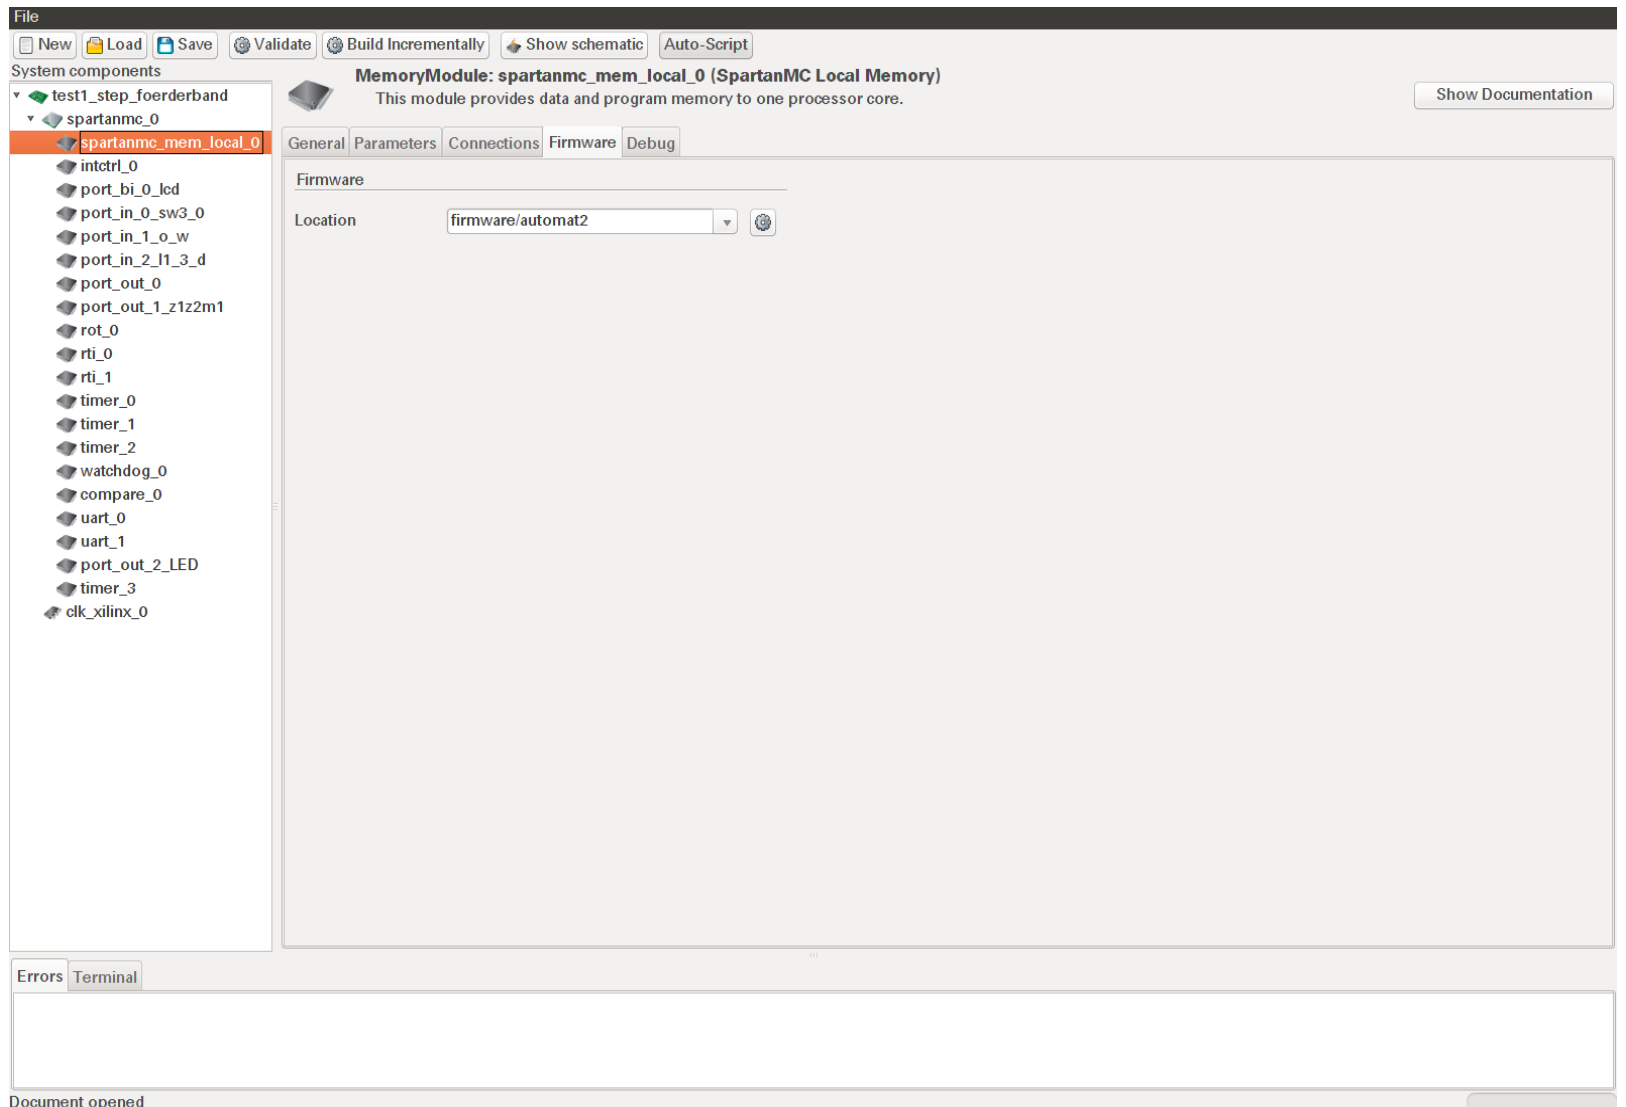 File
New Load Save Validate Build Incrementally Show schematic Auto-Script
System components
test1_step_foerderband
spartanmc_0
spartanmc_mem_local_0
intctrl_0
port_bi_0_lcd
port_in_0_sw3_0
port_in_1_o_w
port_in_2_l1_3_d
port_out_0
port_out_1_z1z2m1
rot_0
rti_0
rti_1
timer_0
timer_1
timer_2
watchdog_0
compare_0
uart_0
uart_1
port_out_2_LED
timer_3
clk_xilinx_0
MemoryModule: spartanmc_mem_local_0 (SpartanMC Local Memory)
This module provides data and program memory to one processor core.
Show Documentation
General Parameters Connections Firmware Debug
Firmware
Location firmware/automat2
Errors Terminal
Document opened